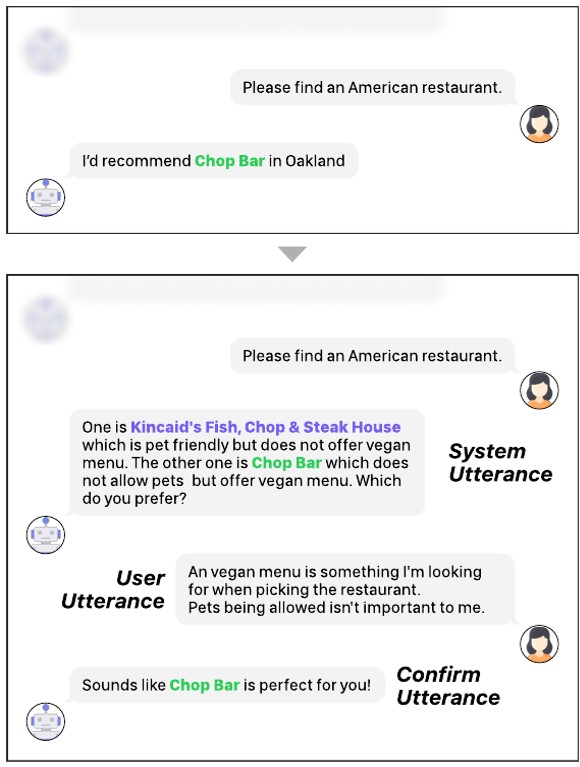 Please find an American restaurant.
I'd recommend Chop Bar in Oakland
Please find an American restaurant.
One is Kincaid's Fish, Chop & Steak House
which is pet friendly but does not offer vegan
menu. The other one is Chop Bar which does
not allow pets  but offer vegan menu. Which
do you prefer?
System
Utterance
User
Utterance
An vegan menu is something I'm looking
for when picking the restaurant.
Pets being allowed isn't important to me.
Sounds like Chop Bar is perfect for you!
Confirm
Utterance